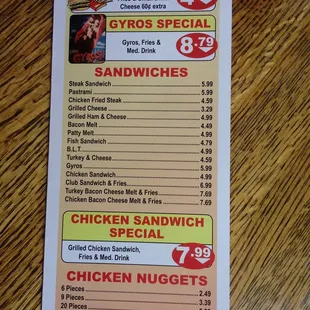 Cheese 60¢ extra
GYROS SPECIAL
GYROS
Gyros, Fries &
Med. Drink
8.79
SANDWICHES
Steak Sandwich 5.99
Pastrami 5.99
Chicken Fried Steak 4.59
Grilled Cheese 3.29
Grilled Ham & Cheese 4.99
Bacon Melt 4.49
Patty Melt 4.99
Fish Sandwich 4.79
B.L.T 4.99
Turkey & Cheese 4.59
Gyros 5.99
Chicken Sandwich 4.99
Club Sandwich & Fries 6.99
Turkey Bacon Cheese Melt & Fries 7.69
Chicken Bacon Cheese Melt & Fries 7.69
CHICKEN SANDWICH
SPECIAL
Grilled Chicken Sandwich,
Fries & Med. Drink
7.99
CHICKEN NUGGETS
6 Pieces 2.49
9 Pieces 3.39
20 Pieces